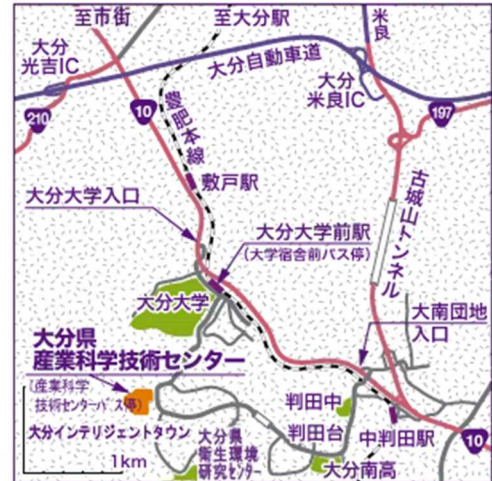 至市街
至大分駅
米良
大分
光吉IC
大分自動車道
大分
米良IC
210
10
197
豊肥本線
敷戸駅
古城山トンネル
大分大学入口
大分大学前駅
(大学宿舎前バス停)
大分大学
大南団地
入口
大分県
産業科学技術センター
(産業科学
技術センターバス停)
大分インテリジェントタウン
判田中
判田台
中判田駅
10
大分県
衛生環境
研究センター
大分南高
1km